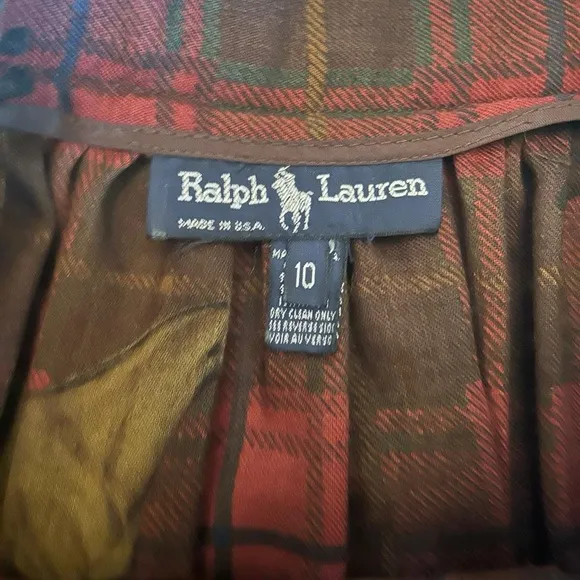 Ralph Lauren
MADE IN U.S.A.
10
DRY CLEAN ONLY
SEE REVERSE SIDE
VOIR AU VERSO